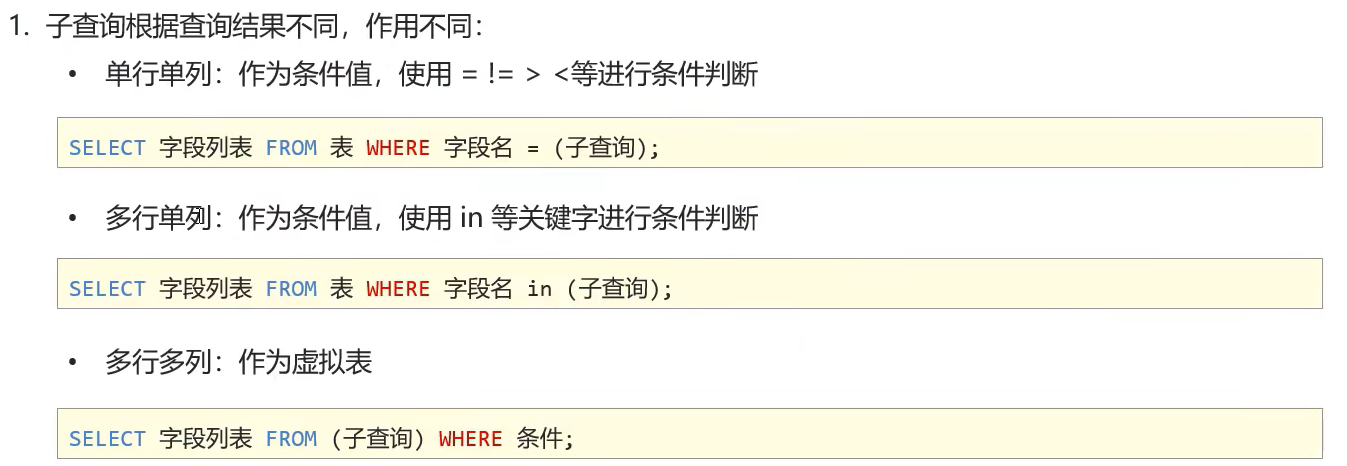 1. 子查询根据查询结果不同，作用不同：
• 单行单列：作为条件值，使用 = != > <等进行条件判断
SELECT 字段列表 FROM 表 WHERE 字段名 = (子查询);
• 多行单列：作为条件值，使用 in 等关键字进行条件判断
SELECT 字段列表 FROM 表 WHERE 字段名 in (子查询);
• 多行多列：作为虚拟表
SELECT 字段列表 FROM (子查询) WHERE 条件;